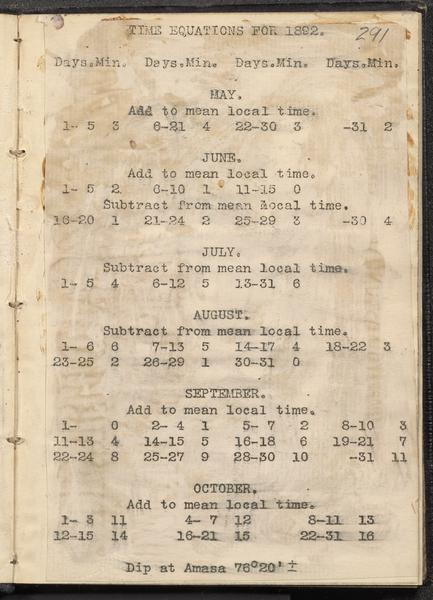 TIME EQUATIONS FOR 1892.
291
Days.Min. Days.Min. Days.Min. Days.Min.
MAY.
Add to mean local time.
1- 5 3 6-21 4 22-30 3 -31 2
JUNE.
Add to mean local time.
1- 5 2 6-10 1 11-15 0
Subtract from mean local time.
16-20 1 21-24 2 25-29 3 -30 4
JULY.
Subtract from mean local time.
1- 5 4 6-12 5 13-31 6
AUGUST.
Subtract from mean local time.
1- 6 6 7-13 5 14-17 4 18-22 3
23-25 2 26-29 1 30-31 0
SEPTEMBER.
Add to mean local time.
1- 0 2- 4 1 5- 7 2 8-10 3
11-13 4 14-15 5 16-18 6 19-21 7
22-24 8 25-27 9 28-30 10 -31 11
OCTOBER.
Add to mean local time.
1- 3 11 4- 7 12 8-11 13
12-15 14 16-21 15 22-31 16
Dip at Amasa 76°20' ±